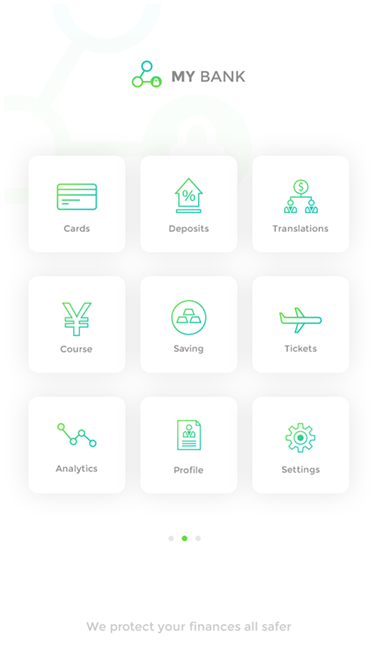 MY BANK
Cards
Deposits
Translations
Course
Saving
Tickets
Analytics
Profile
Settings
We protect your finances all safer